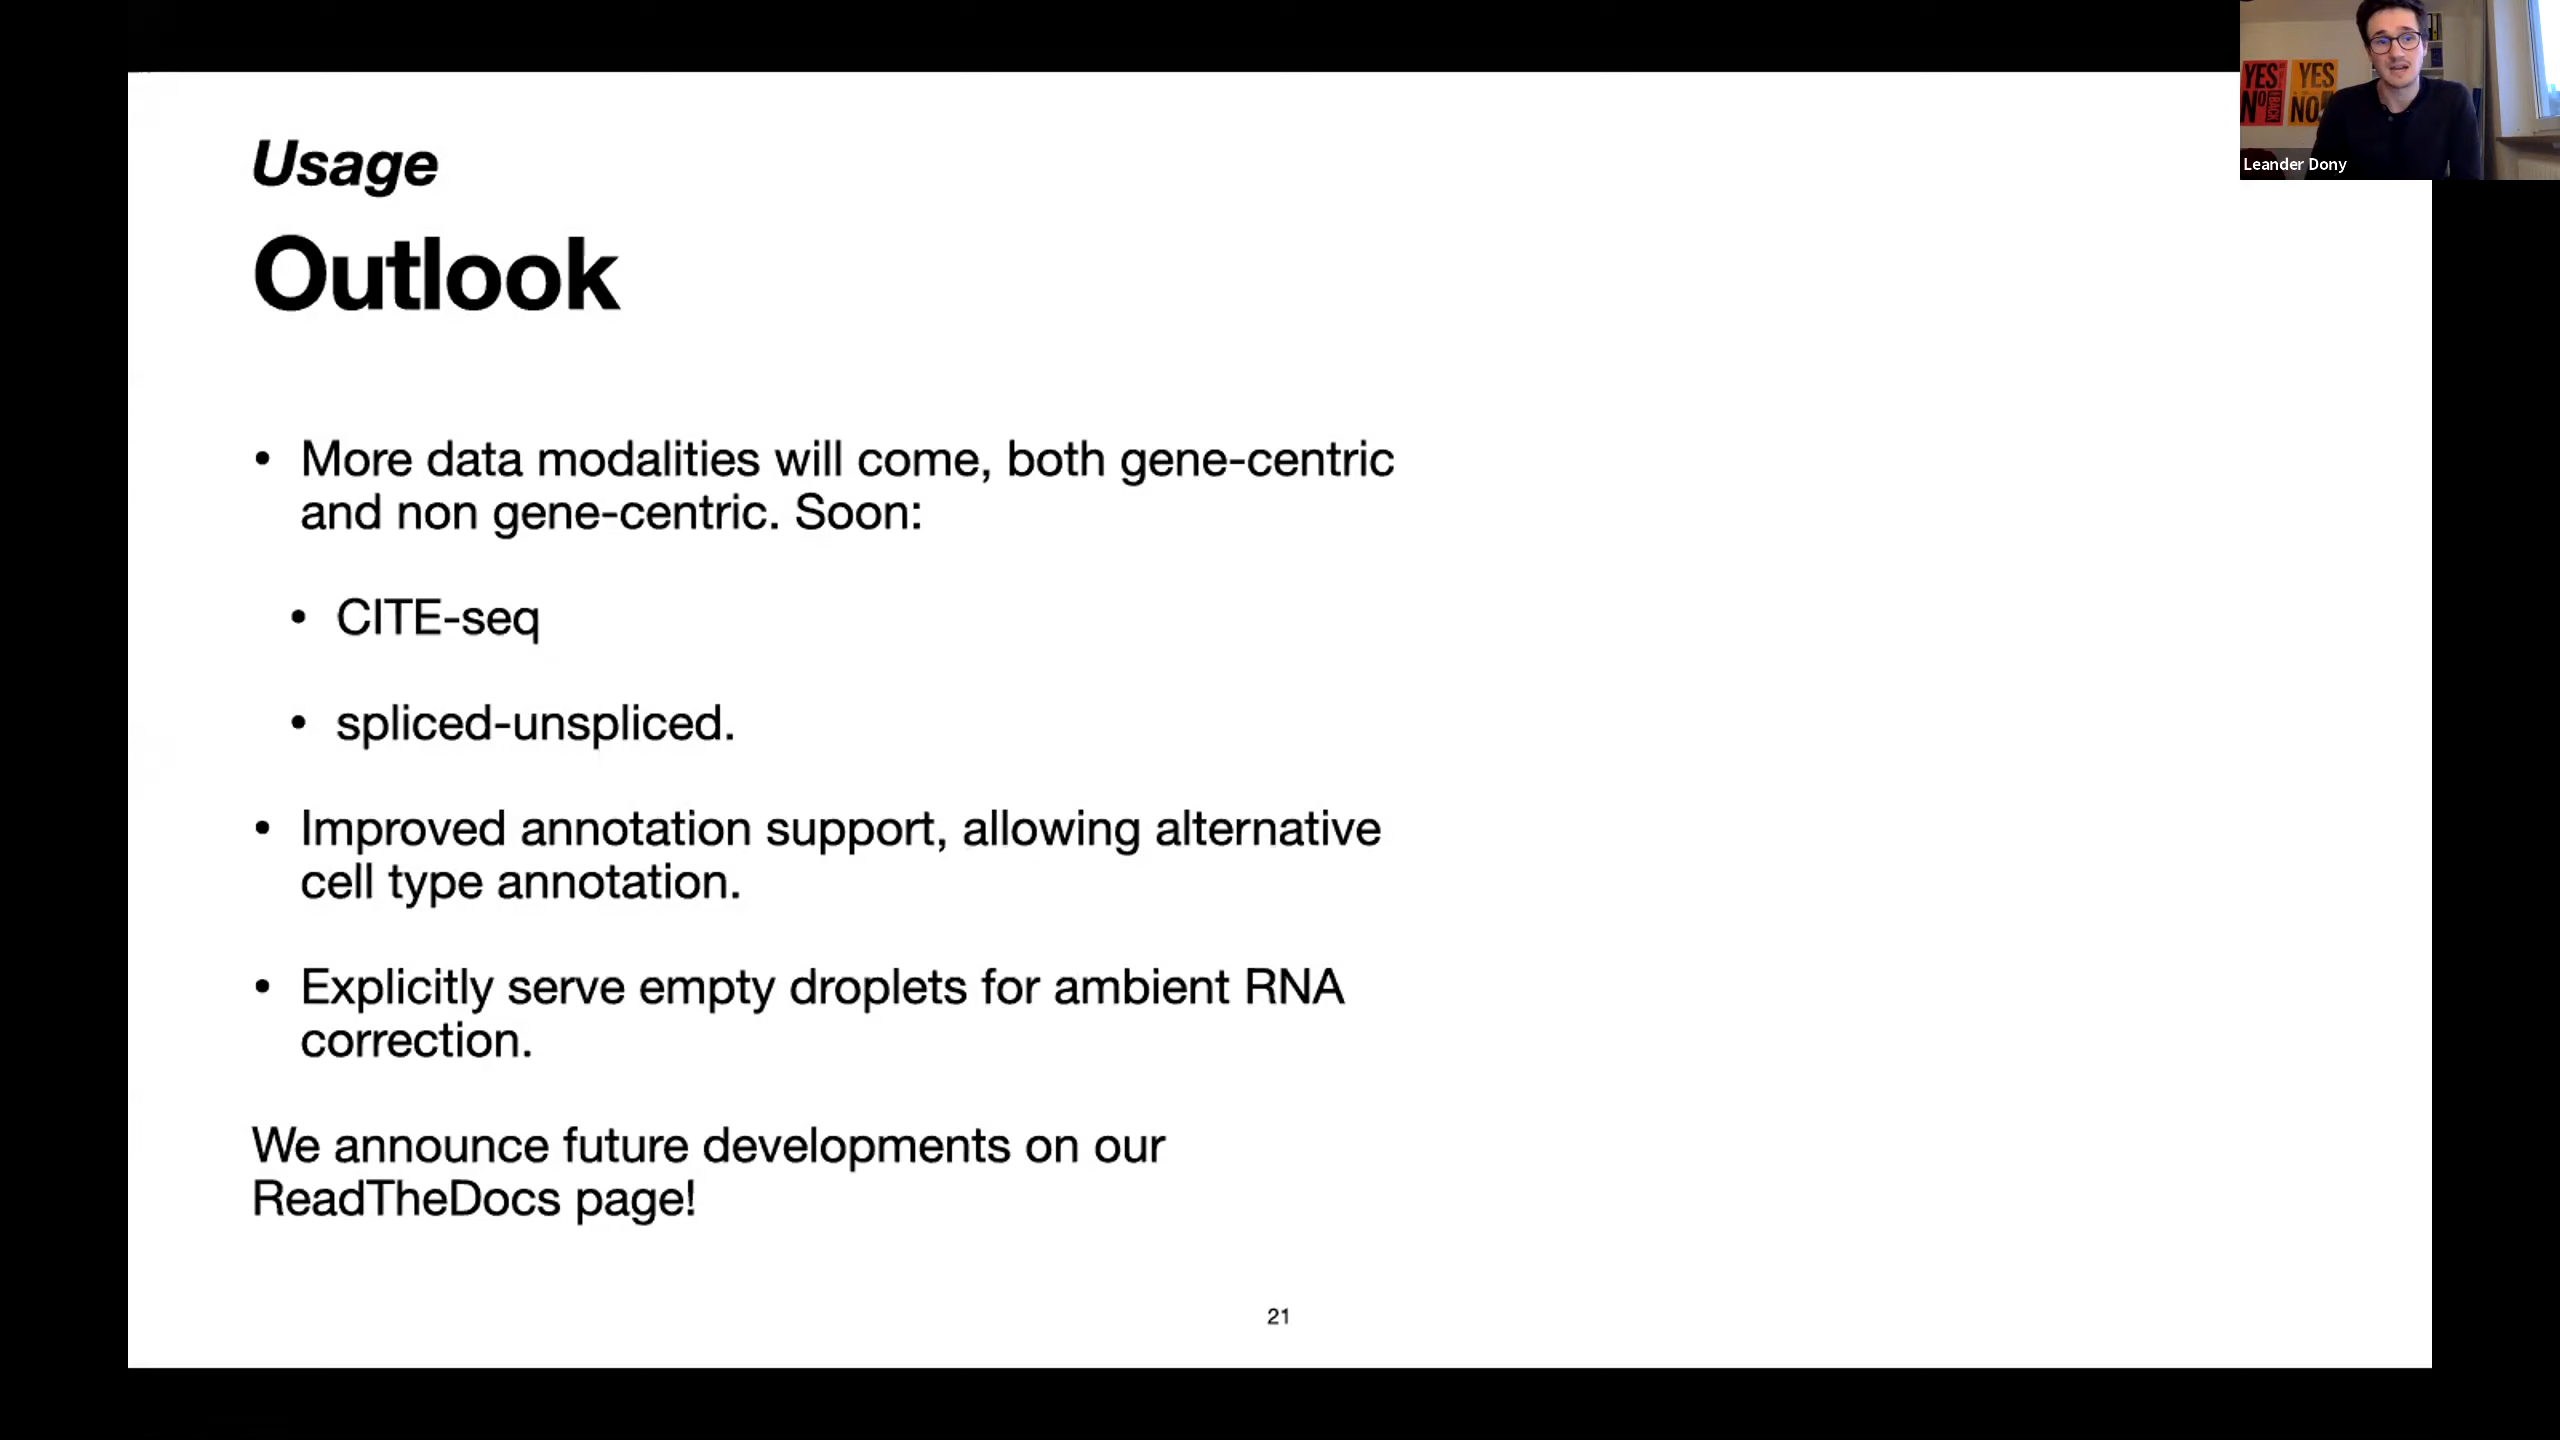 Usage
Outlook
• More data modalities will come, both gene-centric
and non gene-centric. Soon:
• CITE-seq
• spliced-unspliced.
• Improved annotation support, allowing alternative
cell type annotation.
• Explicitly serve empty droplets for ambient RNA
correction.
We announce future developments on our
ReadTheDocs page!
21
YES YES
NO NO!
BACK
Leander Dony